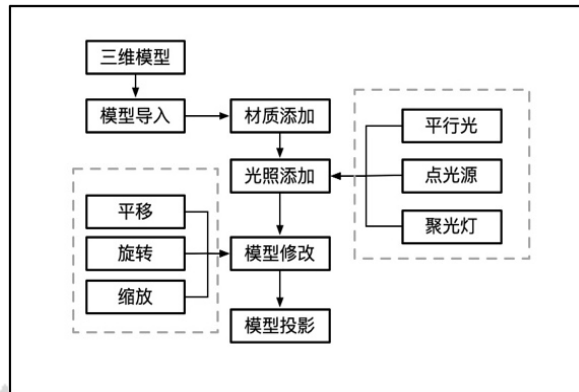 三维模型
模型导入
材质添加
平行光
光照添加
点光源
聚光灯
平移
旋转
缩放
模型修改
模型投影